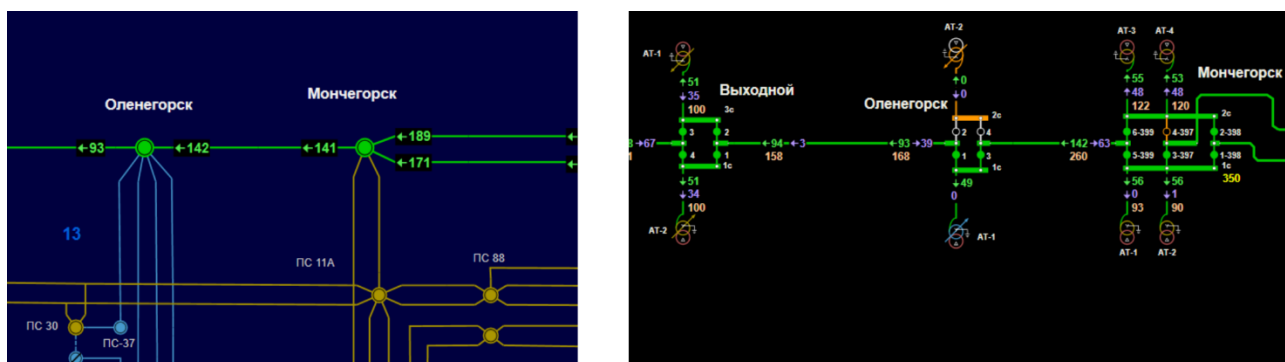 Оленегорск
Мончегорск
←189
←93
←142
←141
←171
13
ПС 11А
ПС 88
ПС 30
ПС-37
АТ-1
АТ-2
АТ-3
АТ-4
↑51
↓35
100
Выходной
3с
↑0
↓0
Оленегорск
2с
↑55
↓48
122
↑53
↓48
120
Мончегорск
2с
3
2
2
4
6-399
4-397
2-398
→67
←94
←3
158
←93
→39
168
←142
→63
260
4
1
1с
1
3
1с
5-399
3-397
1-398
1с
350
↓51
↓34
100
↓49
0
↓56
↓0
93
↓56
↓1
90
АТ-2
АТ-1
АТ-1
АТ-2